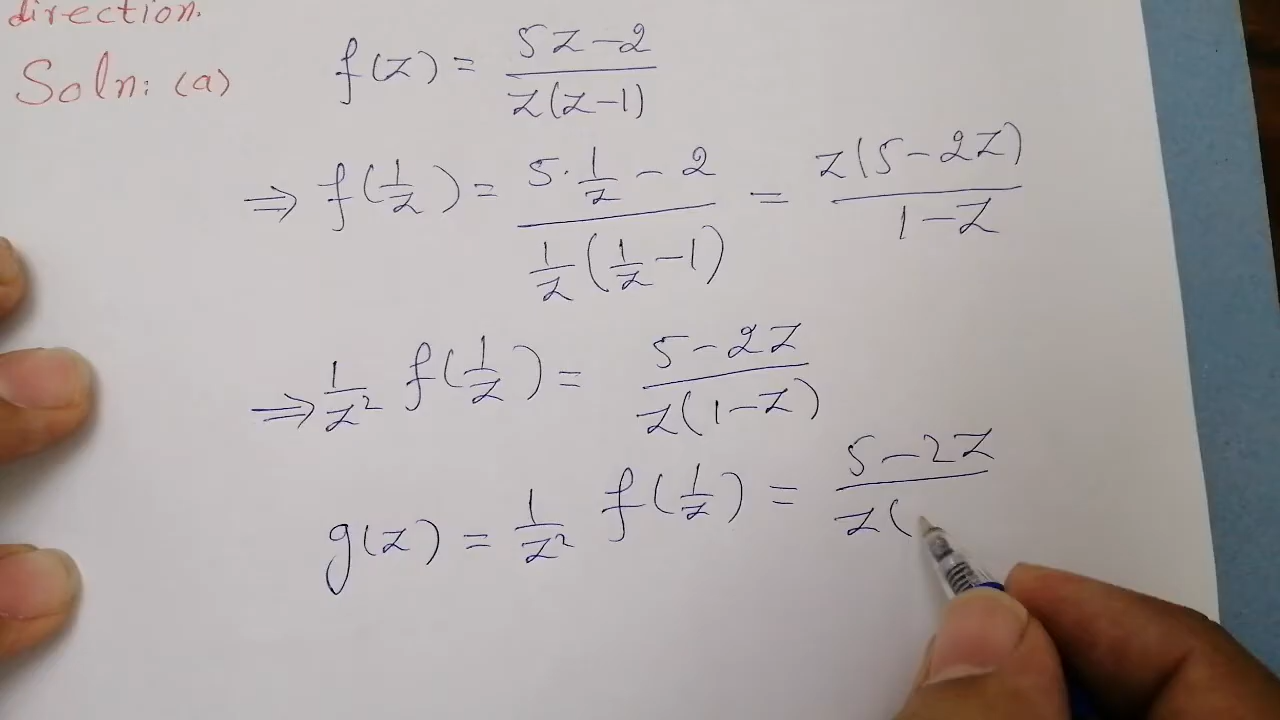 direction.
Soln: (a) f(z) = (5z-2)/(z(z-1))
⇒ f(1/z) = (5·1/z - 2)/(1/z(1/z - 1)) = z(5-2z)/(1-z)
⇒ 1/z² f(1/z) = (5-2z)/(z(1-z))
g(z) = 1/z² f(1/z) = (5-2z)/(z(